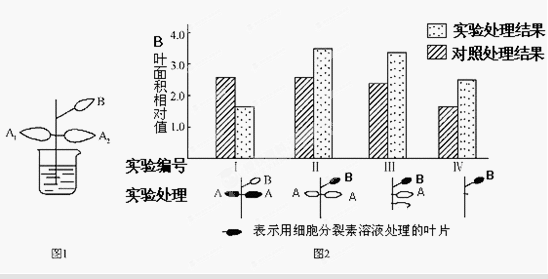 B
A₁
A₂
图1
B
叶面积相对值
4.0
3.0
2.0
1.0
实验处理结果
对照处理结果
实验编号 I II III IV
实验处理
B
A A
B
A A
B
A
B
表示用细胞分裂素溶液处理的叶片
图2